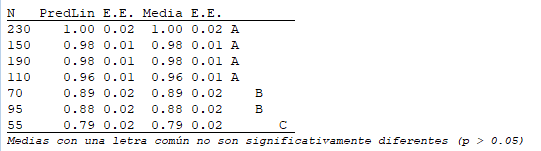 N PredLin E.E. Media E.E.
230 1.00 0.02 1.00 0.02 A
150 0.98 0.01 0.98 0.01 A
190 0.98 0.01 0.98 0.01 A
110 0.96 0.01 0.96 0.01 A
70 0.89 0.02 0.89 0.02 B
95 0.88 0.02 0.88 0.02 B
55 0.79 0.02 0.79 0.02 C
Medias con una letra común no son significativamente diferentes (p > 0.05)